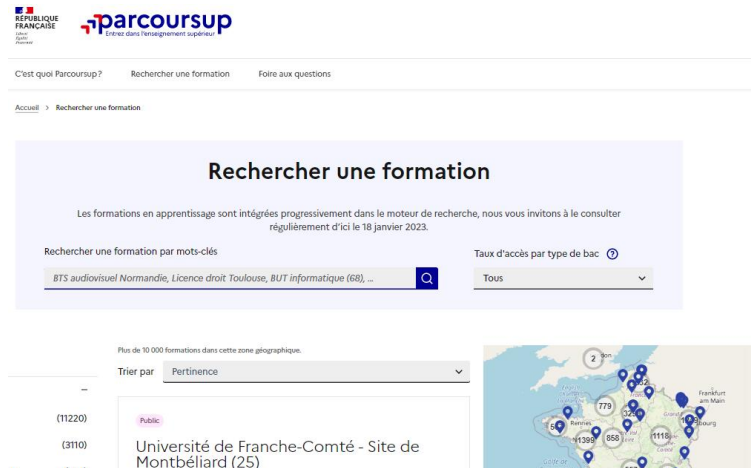 RÉPUBLIQUE
FRANÇAISE
Liberté
Égalité
Fraternité
parcoursup
Entrez dans l'enseignement supérieur
C'est quoi Parcoursup? Rechercher une formation Foire aux questions
Accueil > Rechercher une formation
Rechercher une formation
Les formations en apprentissage sont intégrées progressivement dans le moteur de recherche, nous vous invitons à le consulter
régulièrement d'ici le 18 janvier 2023.
Rechercher une formation par mots-clés
Taux d'accès par type de bac
BTS audiovisuel Normandie, Licence droit Toulouse, BUT informatique (68), ...
Tous
Plus de 10 000 formations dans cette zone géographique.
Trier par Pertinence
(11220)
(3110)
Public
Université de Franche-Comté - Site de
Montbéliard (25)
2
779
Frankfurt
am Main
Rennes
1399
858
1118